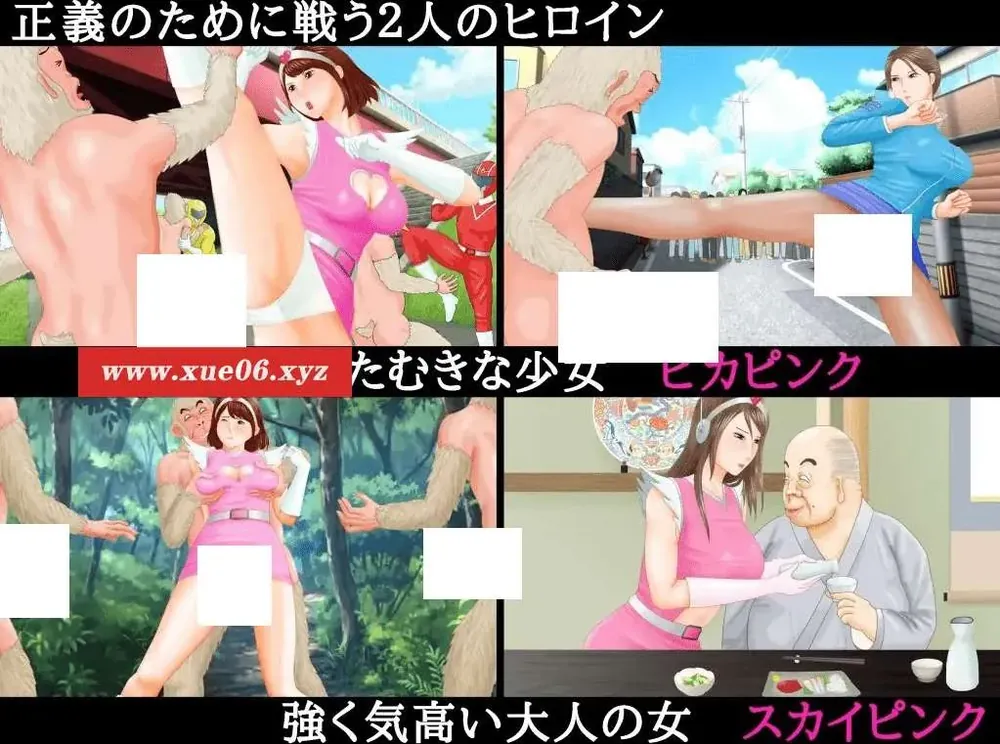 正義のために戦う2人のヒロイン
www.xue06.xyz
たむきな少女 ピカピンク
強く気高い大人の女 スカイピンク